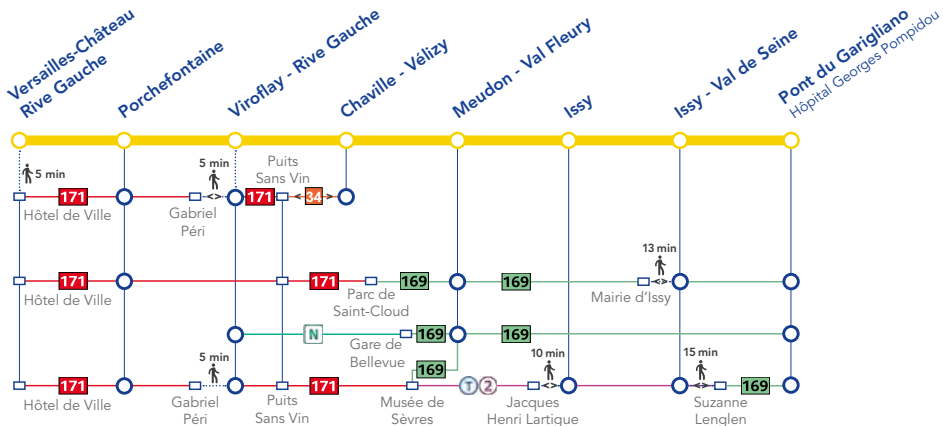 Versailles-Château
Rive Gauche
Porchefontaine
Viroflay - Rive Gauche
Chaville - Vélizy
Meudon - Val Fleury
Issy
Issy - Val de Seine
Pont du Garigliano
Hôpital Georges Pompidou
5 min
171
Hôtel de Ville
Gabriel
Péri
5 min
171
Puits
Sans Vin
34
171
Hôtel de Ville
171
Parc de
Saint-Cloud
169
169
Mairie d'Issy
13 min
N
Gare de
Bellevue
169
169
169
171
Hôtel de Ville
Gabriel
Péri
5 min
Puits
Sans Vin
171
Musée de
Sèvres
T 2
Jacques
Henri Lartigue
10 min
15 min
Suzanne
Lenglen
169